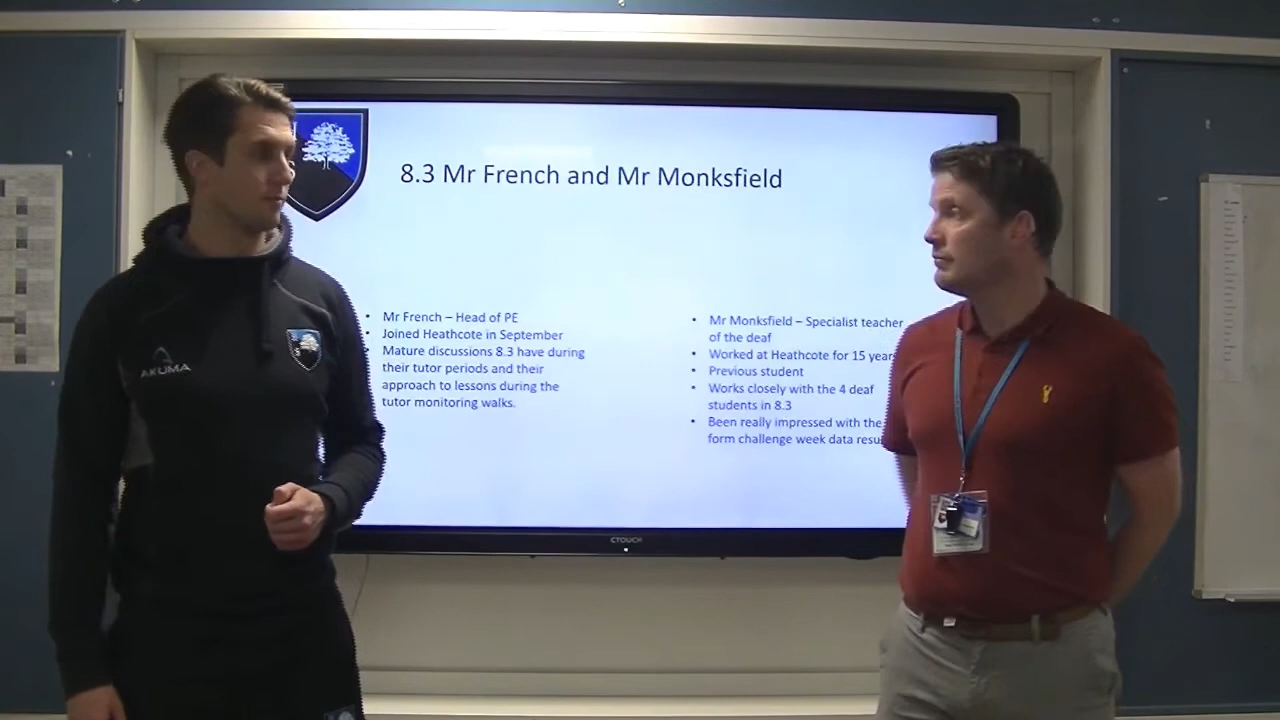 8.3 Mr French and Mr Monksfield
• Mr French – Head of PE
• Joined Heathcote in September
Mature discussions 8.3 have during
their tutor periods and their
approach to lessons during the
tutor monitoring walks.
• Mr Monksfield – Specialist teacher
of the deaf
• Worked at Heathcote for 15 years
• Previous student
• Works closely with the 4 deaf
students in 8.3
• Been really impressed with the
form challenge week data
AKUMA
CTOUCH